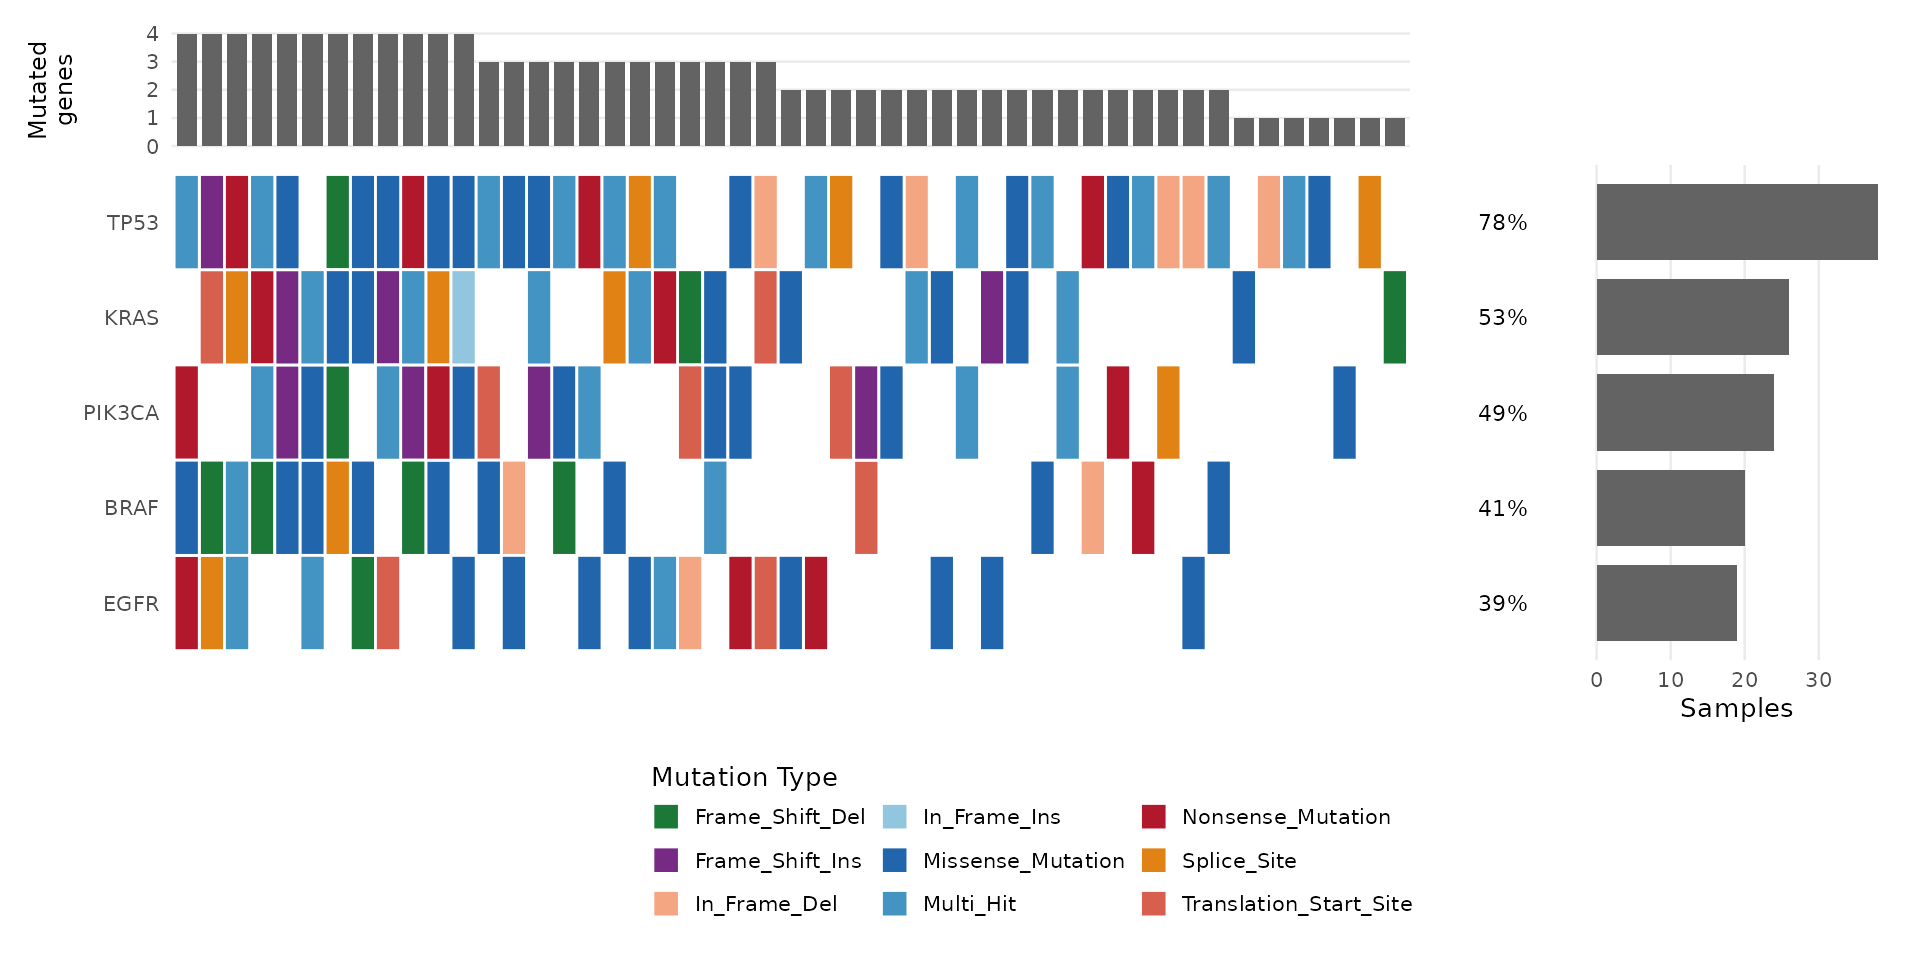 Mutated
genes
4
3
2
1
0
TP53
KRAS
PIK3CA
BRAF
EGFR
78%
53%
49%
41%
39%
0 10 20 30
Samples
Mutation Type
Frame_Shift_Del In_Frame_Ins Nonsense_Mutation
Frame_Shift_Ins Missense_Mutation Splice_Site
In_Frame_Del Multi_Hit Translation_Start_Site